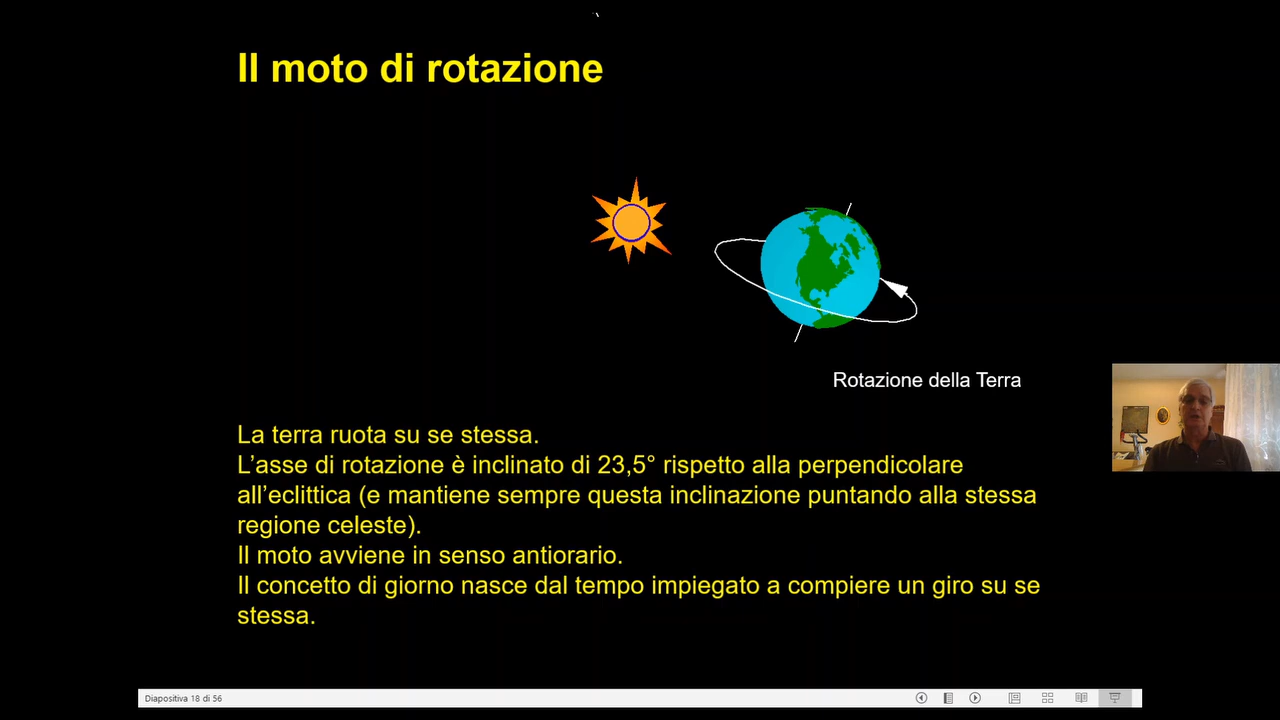 Il moto di rotazione
Rotazione della Terra
La terra ruota su se stessa.
L’asse di rotazione è inclinato di 23,5° rispetto alla perpendicolare
all’eclittica (e mantiene sempre questa inclinazione puntando alla stessa
regione celeste).
Il moto avviene in senso antiorario.
Il concetto di giorno nasce dal tempo impiegato a compiere un giro su se
stessa.
Diapositiva 18 di 56